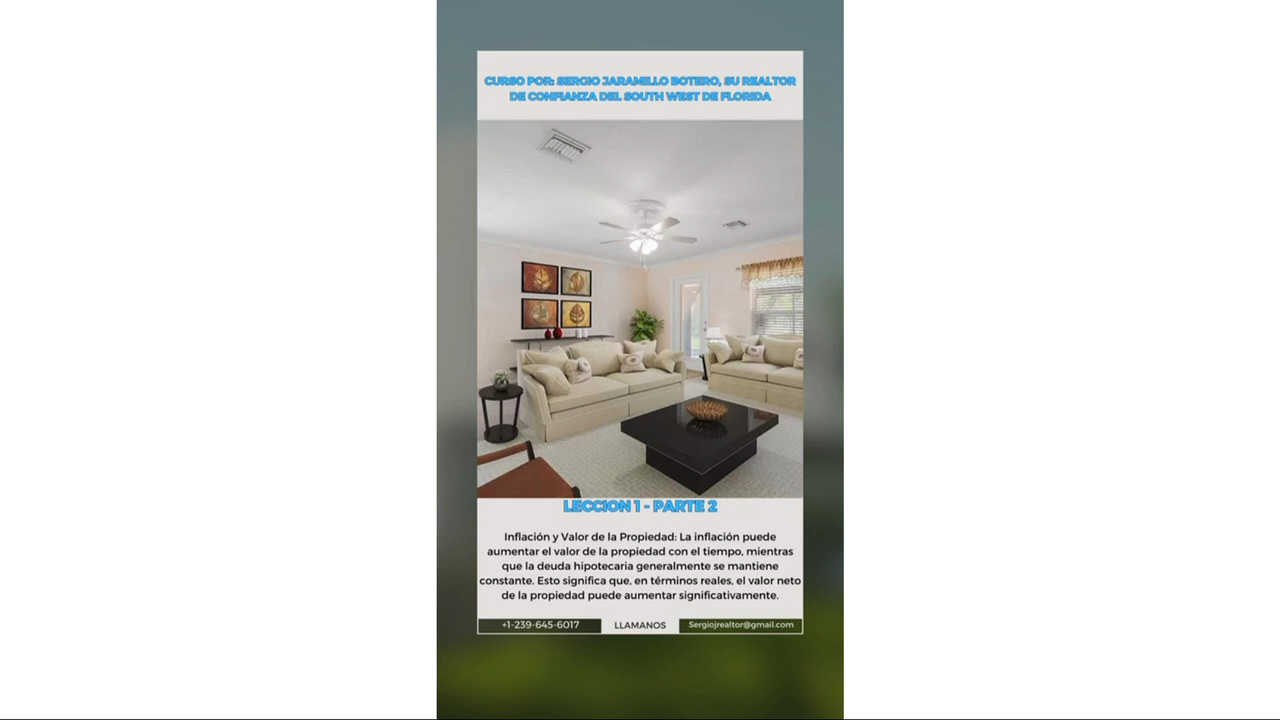 CURSO POR: SERGIO JARAMILLO BOTERO, SU REALTOR
DE CONFIANZA DEL SOUTH WEST DE FLORIDA
LECCION 1 - PARTE 2
Inflación y Valor de la Propiedad: La inflación puede
aumentar el valor de la propiedad con el tiempo, mientras
que la deuda hipotecaria generalmente se mantiene
constante. Esto significa que, en términos reales, el valor neto
de la propiedad puede aumentar significativamente.
+1-239-645-6017 LLAMANOS Sergiojrealtor@gmail.com